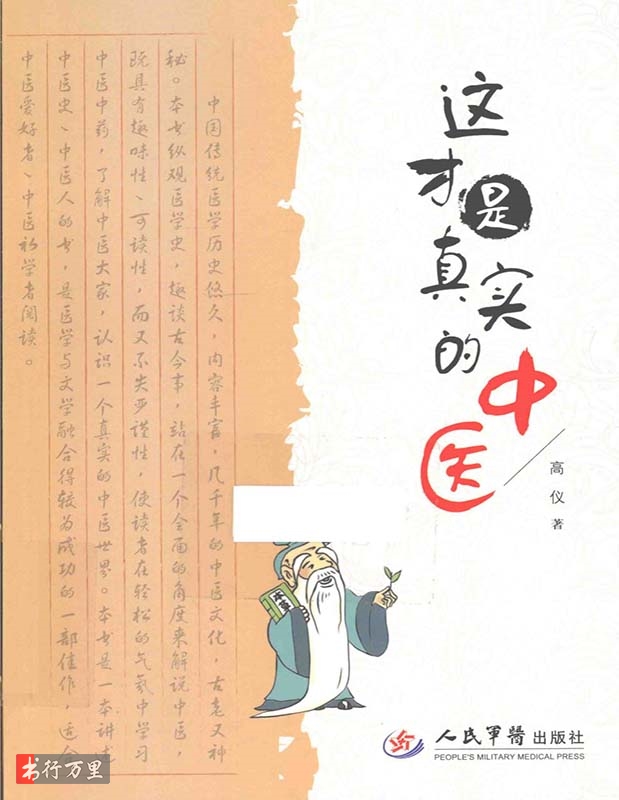 这才是真实的中医
高仪 著
中国传统医学历史悠久，内容丰富，几千年的中医文化，古老又神
秘。本书纵观医学史，趣谈古今事，站在一个全面的角度来解说中医，
既具有趣味性、可读性，而又不失严谨性，使读者在轻松的气氛中学习
中医中药，了解中医大家，认识一个真实的中医世界。本书是一本讲述
中医史、中医人的书，是医学与文学融合得较为成功的一部佳作，适合
中医爱好者、中医初学者阅读。
本草
人民军醫出版社
PEOPLE'S MILITARY MEDICAL PRESS
书行万里